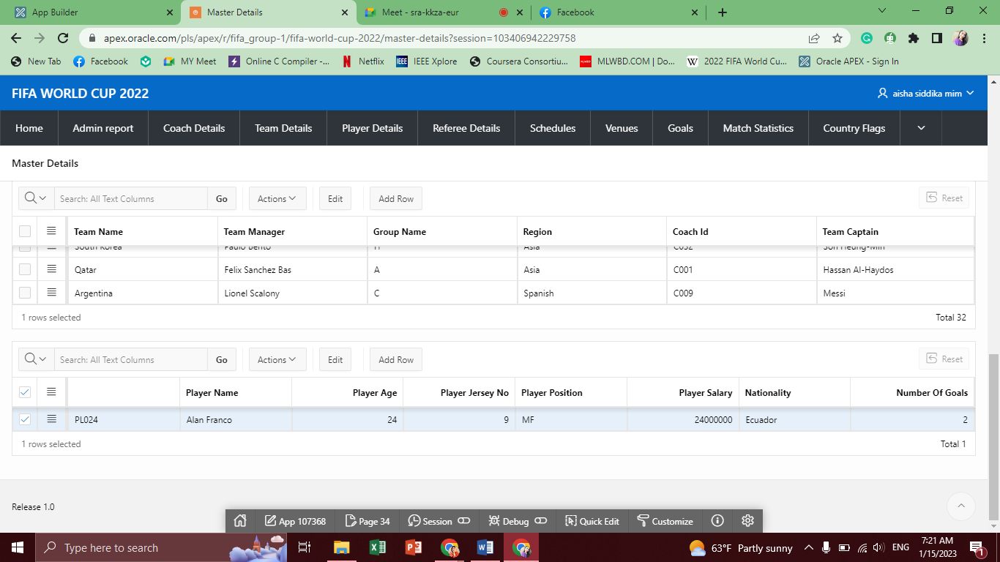 App Builder
Master Details
Meet - sra-kkza-eur
Facebook
apex.oracle.com/pls/apex/r/fifa_group-1/fifa-world-cup-2022/master-details?session=103406942229758
New Tab Facebook MY Meet Online C Compiler -... Netflix IEEE IEEE Xplore Coursera Consortiu... MLWBD.COM | Do... W 2022 FIFA World Cu... Oracle APEX - Sign In
FIFA WORLD CUP 2022
aisha siddika mim
Home Admin report Coach Details Team Details Player Details Referee Details Schedules Venues Goals Match Statistics Country Flags
Master Details
Search: All Text Columns Go Actions Edit Add Row Reset
Team Name Team Manager Group Name Region Coach Id Team Captain
South Korea Paulo Bento H Asia C032 Son Heung-Min
Qatar Felix Sanchez Bas A Asia C001 Hassan Al-Haydos
Argentina Lionel Scalony C Spanish C009 Messi
1 rows selected Total 32
Search: All Text Columns Go Actions Edit Add Row Reset
Player Name Player Age Player Jersey No Player Position Player Salary Nationality Number Of Goals
PL024 Alan Franco 24 9 MF 24000000 Ecuador 2
1 rows selected Total 1
Release 1.0
App 107368 Page 34 Session Debug Quick Edit Customize
Type here to search
63°F Partly sunny
ENG
7:21 AM
1/15/2023
1